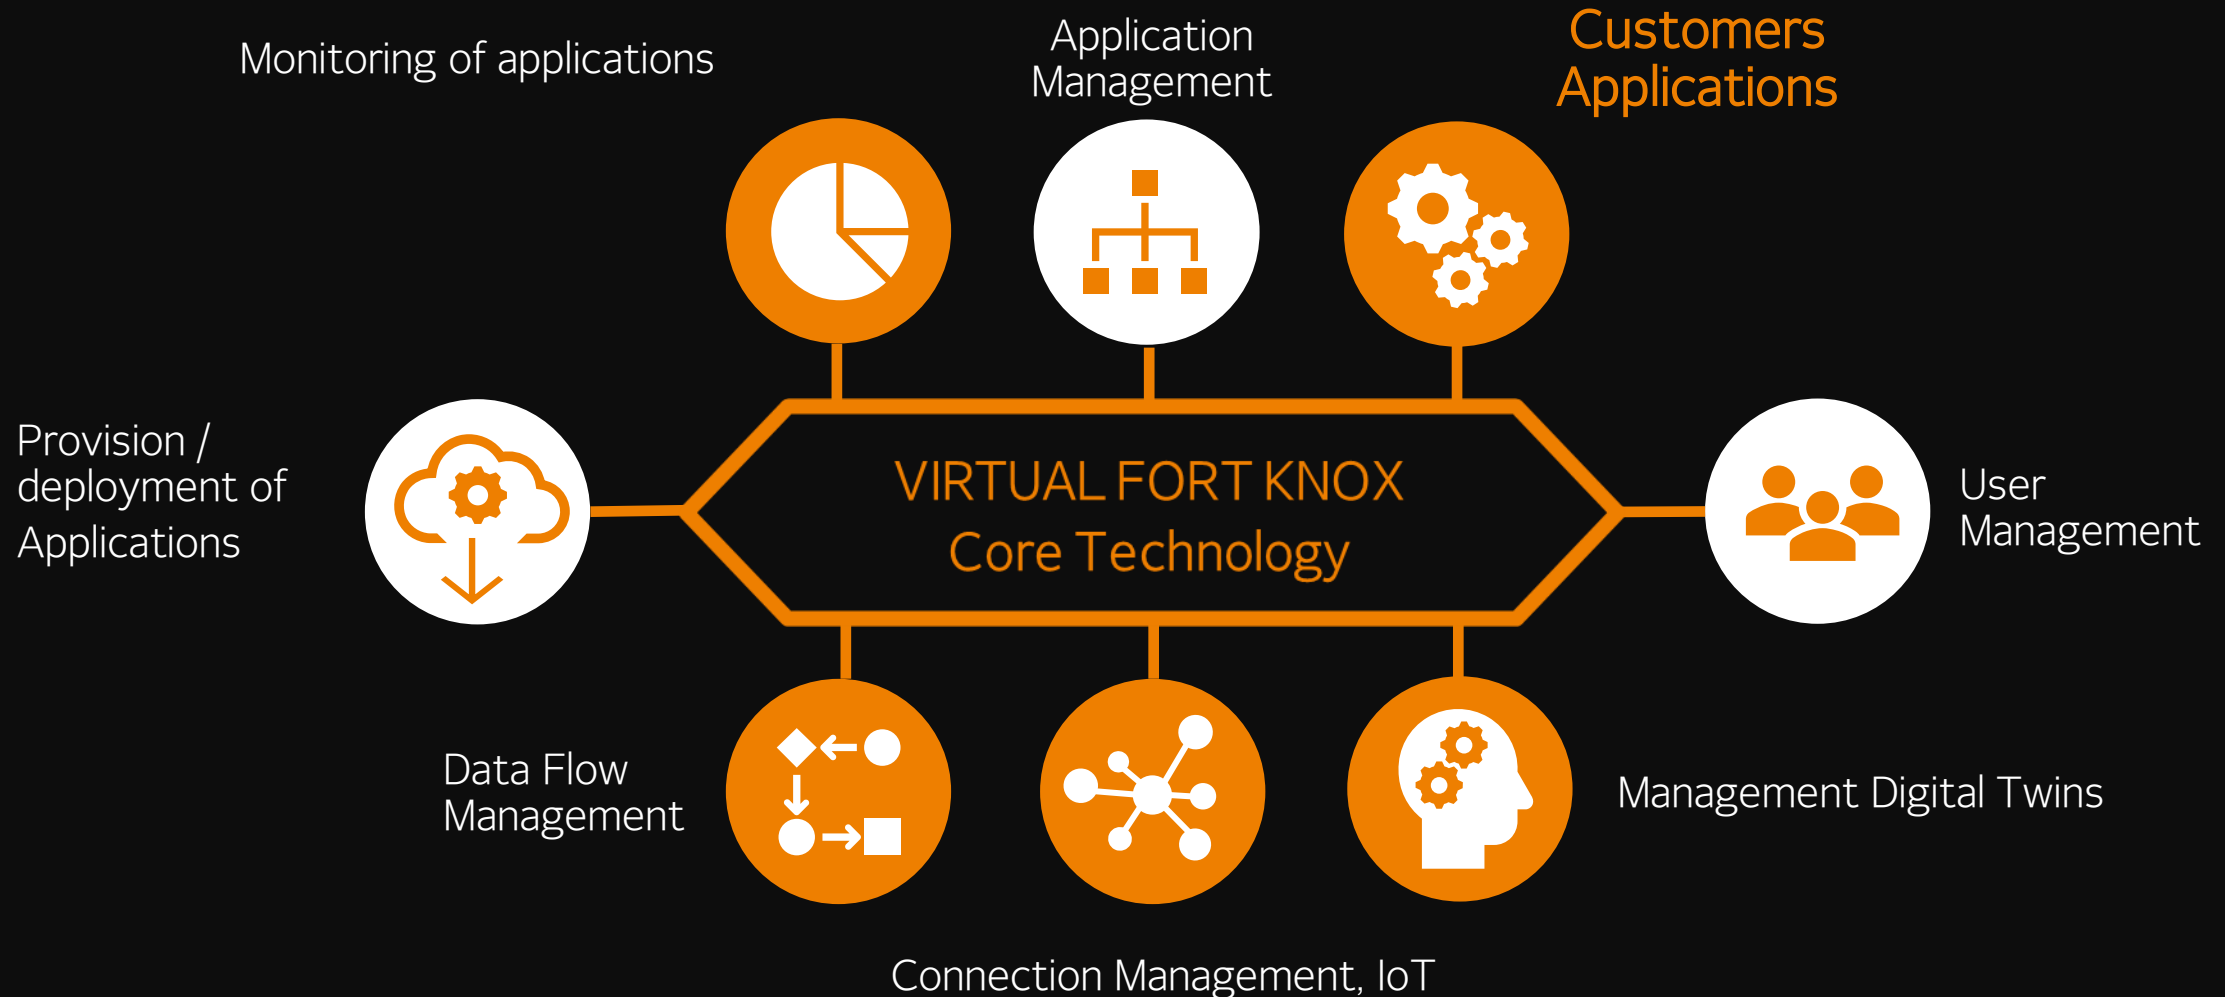 Monitoring of applications
Application
Management
Customers
Applications
Provision /
deployment of
Applications
VIRTUAL FORT KNOX
Core Technology
User
Management
Data Flow
Management
Management Digital Twins
Connection Management, IoT